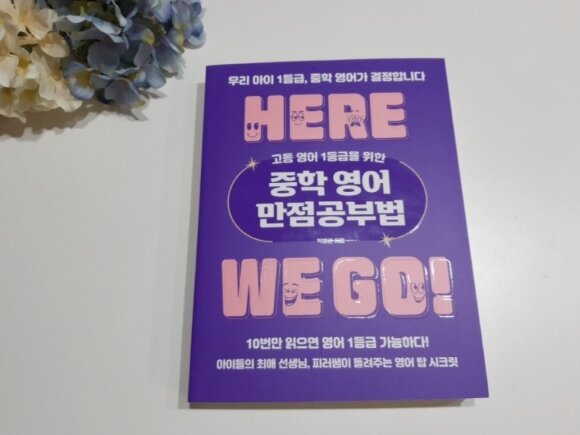 우리 아이 1등급, 중학 영어가 결정합니다
HERE
고등 영어 1등급을 위한
중학 영어
만점공부법
WE GO!
10번만 읽으면 영어 1등급 가능하다!
아이들의 최애 선생님, 피러쌤이 들려주는 영어 탑 시크릿